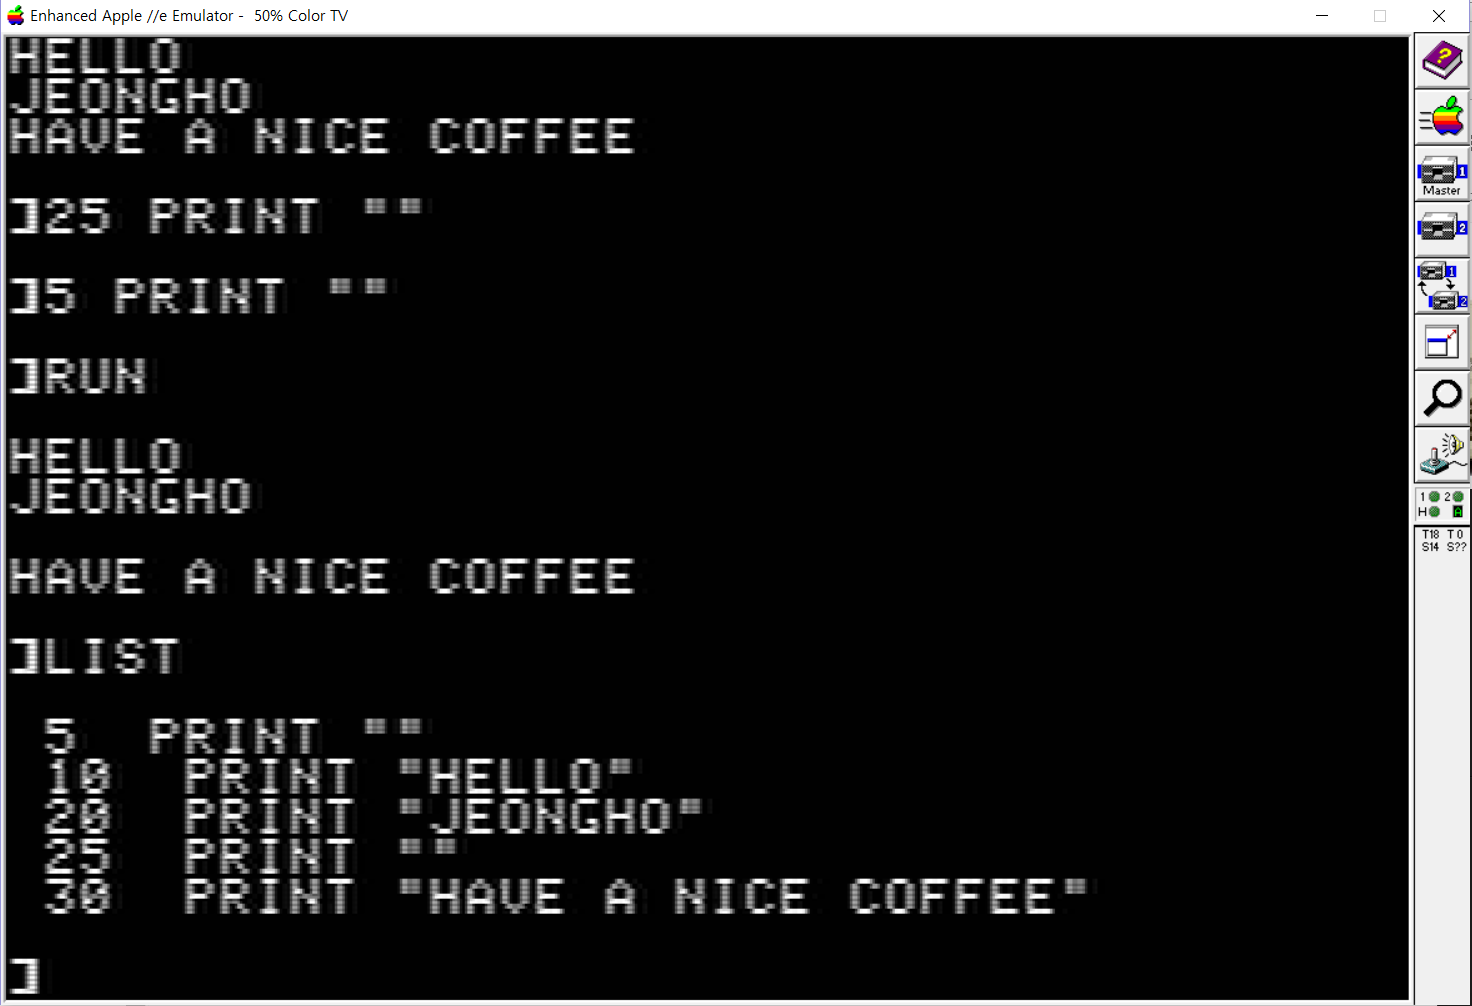 Enhanced Apple //e Emulator - 50% Color TV
HELLO
JEONGHO
HAVE A NICE COFFEE
]25 PRINT ""
]5 PRINT ""
]RUN
HELLO
JEONGHO
HAVE A NICE COFFEE
]LIST
5 PRINT ""
10 PRINT "HELLO"
20 PRINT "JEONGHO"
25 PRINT ""
30 PRINT "HAVE A NICE COFFEE"
]
?
1
Master
2
1
2
1 2
H A
T18 T0
S14 S??